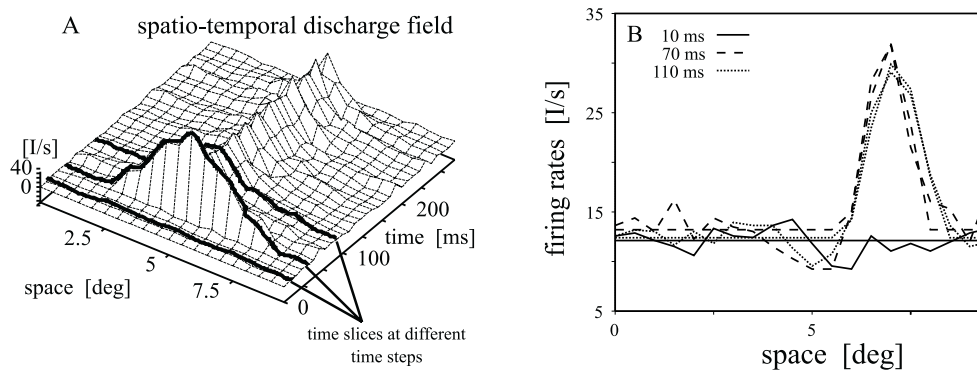 A spatio-temporal discharge field
[I/s]
40
0
2.5
5
7.5
space [deg]
0
100
200
time [ms]
time slices at different
time steps
B
10 ms
70 ms
110 ms
35
25
15
5
firing rates [I/s]
0
5
space [deg]